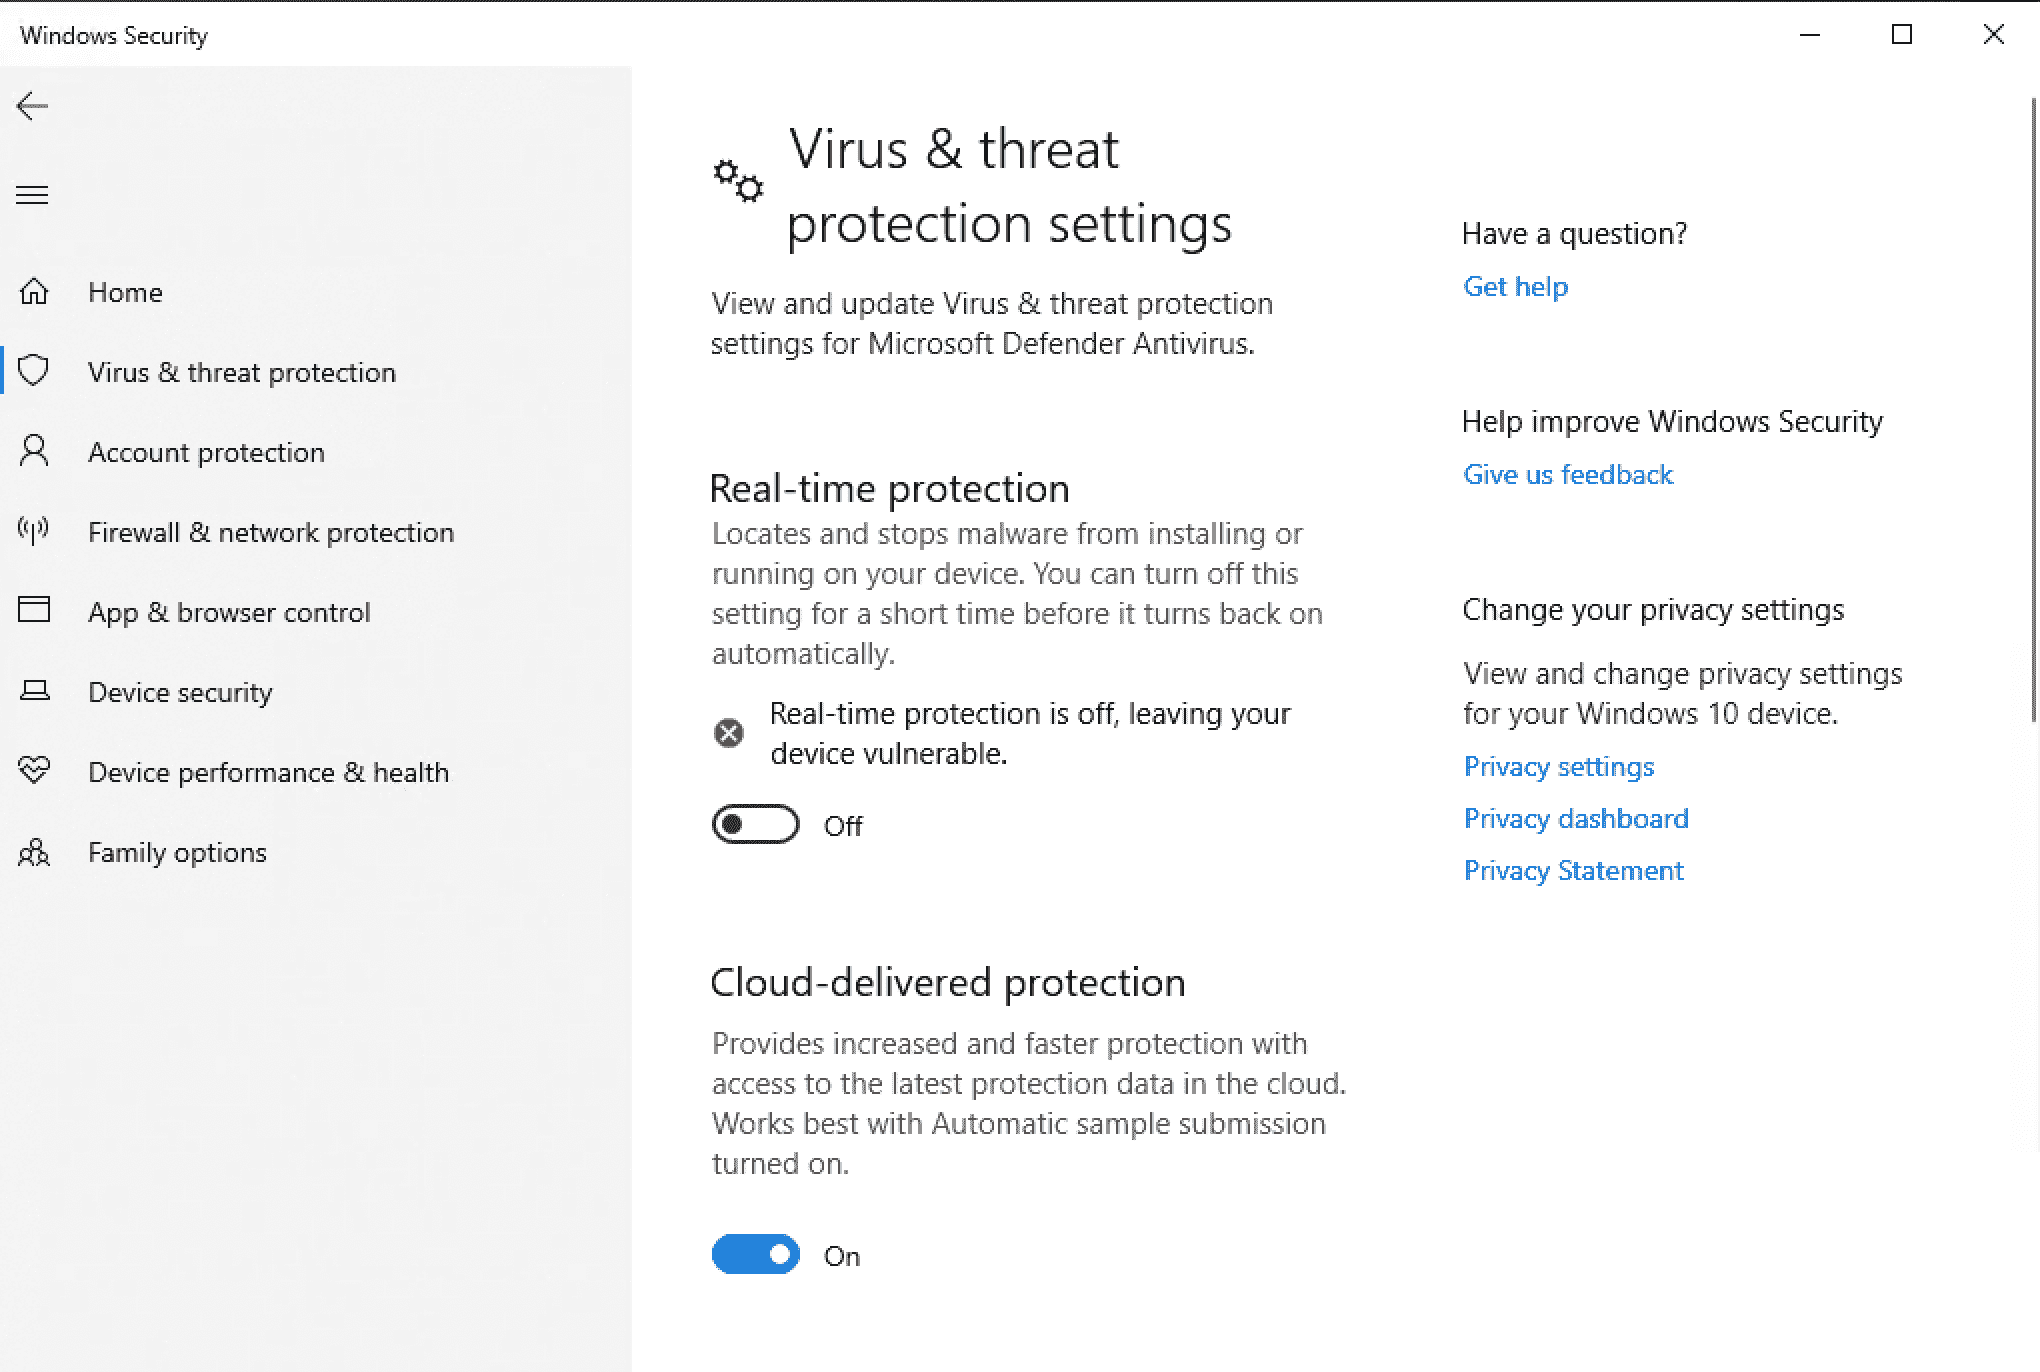 Windows Security
Home
Virus & threat protection
Account protection
Firewall & network protection
App & browser control
Device security
Device performance & health
Family options
Virus & threat
protection settings
View and update Virus & threat protection
settings for Microsoft Defender Antivirus.
Real-time protection
Locates and stops malware from installing or
running on your device. You can turn off this
setting for a short time before it turns back on
automatically.
Real-time protection is off, leaving your
device vulnerable.
Off
Cloud-delivered protection
Provides increased and faster protection with
access to the latest protection data in the cloud.
Works best with Automatic sample submission
turned on.
On
Have a question?
Get help
Help improve Windows Security
Give us feedback
Change your privacy settings
View and change privacy settings
for your Windows 10 device.
Privacy settings
Privacy dashboard
Privacy Statement